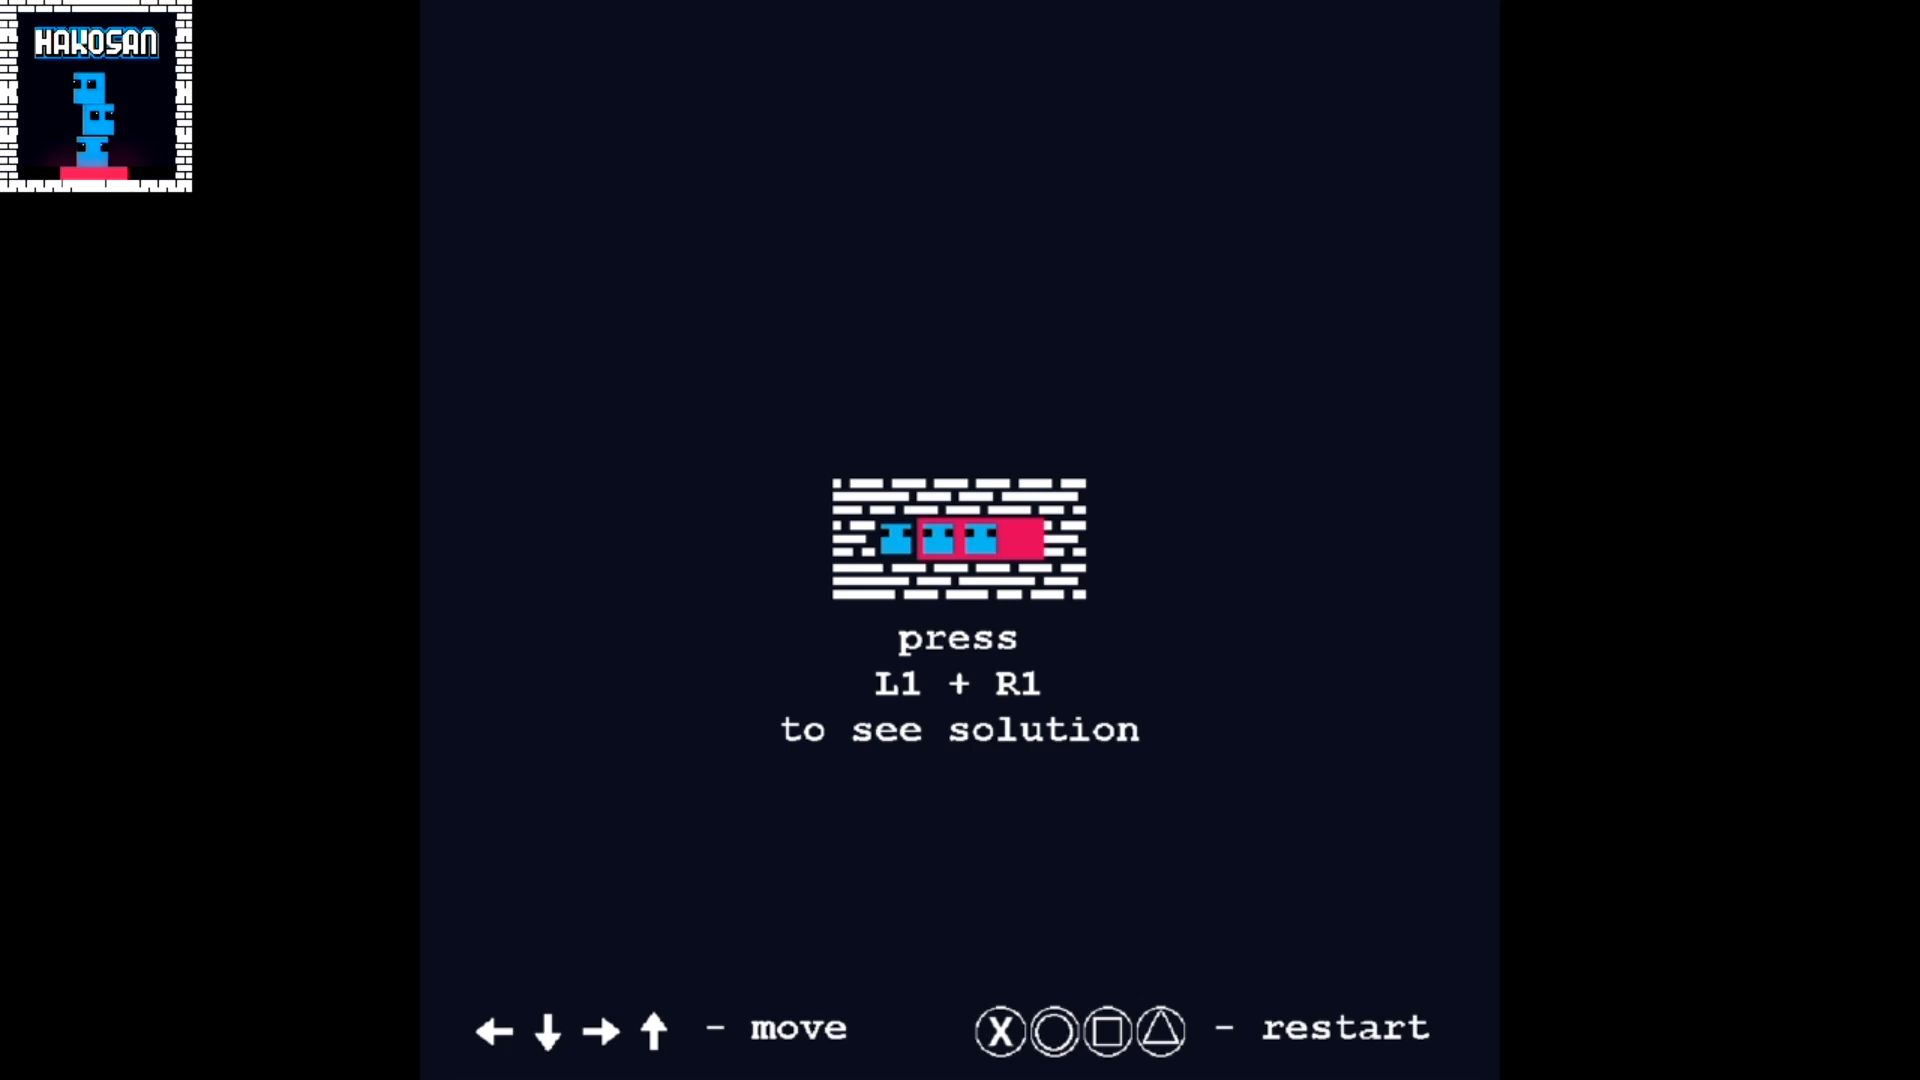 HAKOSAN
press
L1 + R1
to see solution
← ↓ → ↑ - move
X ○ □ △ - restart